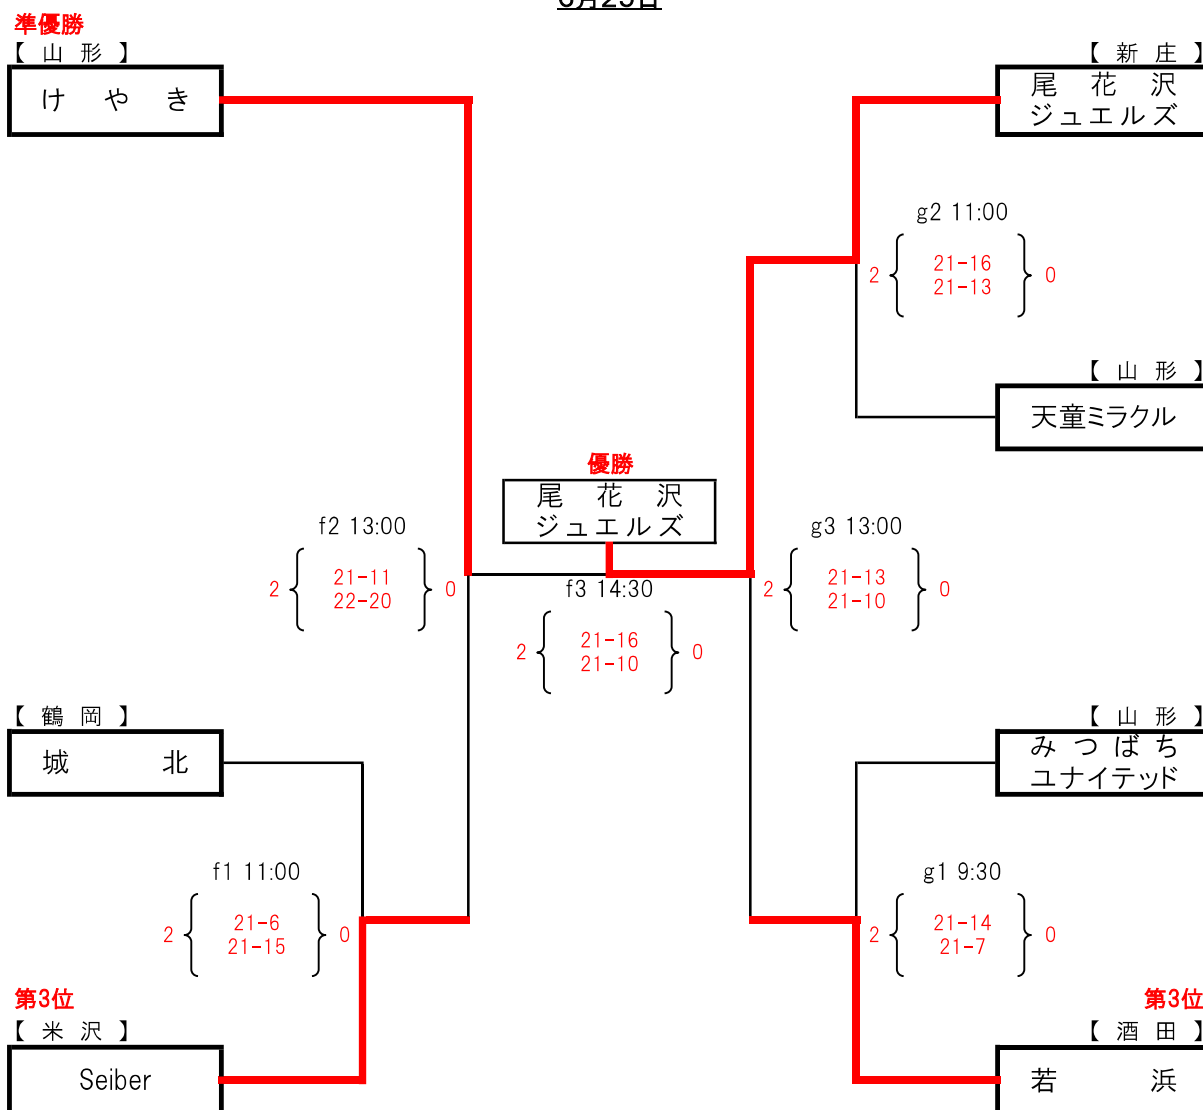 6月29日
準優勝
【 山 形 】
け や き
【 新 庄 】
尾 花 沢
ジュエルズ
g2 11:00
2 { 21-16 } 0
21-13
【 山 形 】
天童ミラクル
優勝
尾 花 沢
ジュエルズ
f2 13:00
2 { 21-11 } 0
22-20
g3 13:00
2 { 21-13 } 0
21-10
f3 14:30
2 { 21-16 } 0
21-10
【 鶴 岡 】
城 北
【 山 形 】
み つ ば ち
ユナイテッド
f1 11:00
2 { 21-6 } 0
21-15
g1 9:30
2 { 21-14 } 0
21-7
第3位
【 米 沢 】
Seiber
第3位
【 酒 田 】
若 浜